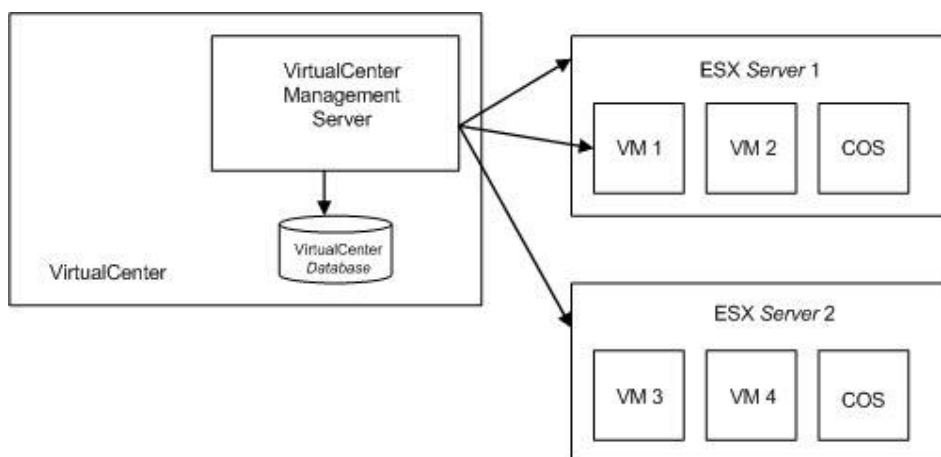 VirtualCenter
Management
Server
VirtualCenter
Database
VirtualCenter
ESX Server 1
VM 1
VM 2
COS
ESX Server 2
VM 3
VM 4
COS